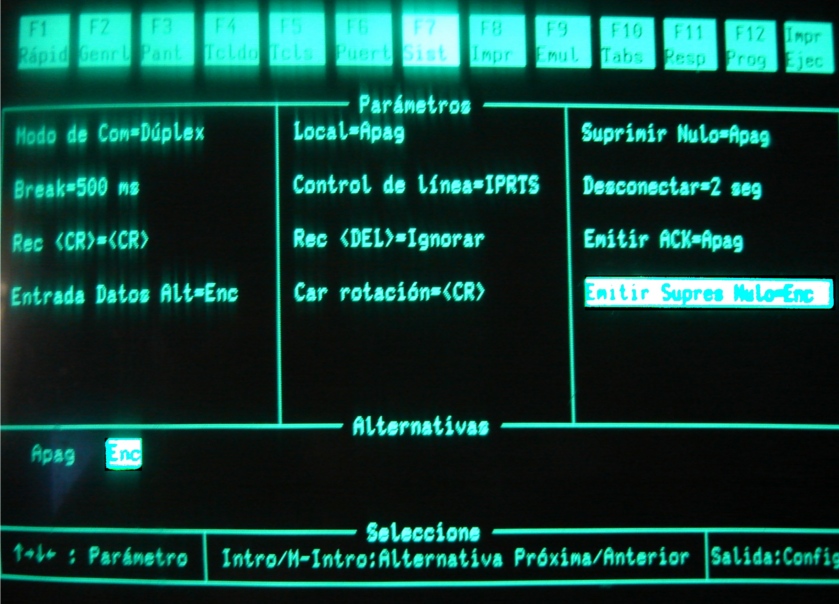 F1 F2 F3 F4 F5 F6 F7 F8 F9 F10 F11 F12 Impr
Rápid Genrl Pant Tcldo Tcls Puert Sist Impr Emul Tabs Resp Prog Ejec
Parámetros
Modo de Com=Dúplex Local=Apag Suprimir Nulo=Apag
Break=500 ms Control de línea=IPRTS Desconectar=2 seg
Rec <CR>=<CR> Rec <DEL>=Ignorar Emitir ACK=Apag
Entrada Datos Alt=Enc Car rotación=<CR> Emitir Supres Nulo=Enc
Alternativas
Apag Enc
Seleccione
↑→↓← : Parámetro Intro/M-Intro:Alternativa Próxima/Anterior Salida:Config